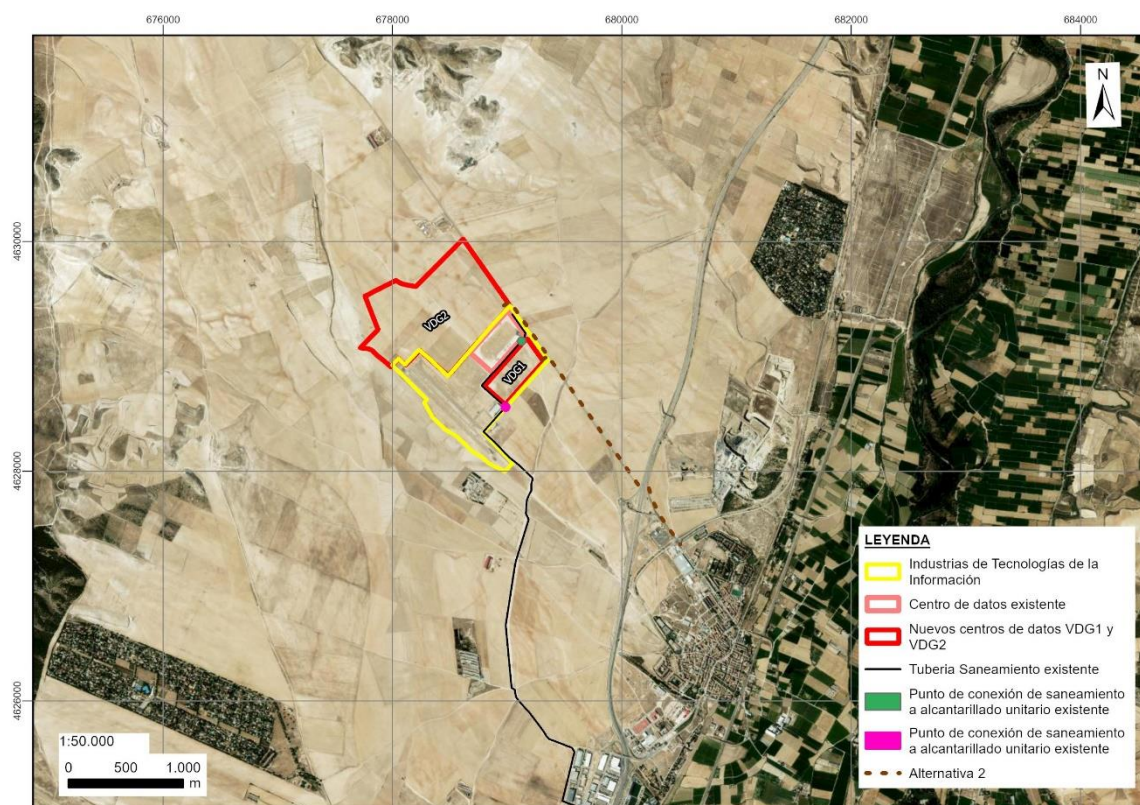 676000
678000
680000
682000
684000
N
4630000
VDG2
VDG1
4628000
4626000
LEYENDA
Industrias de Tecnologías de la
Información
Centro de datos existente
Nuevos centros de datos VDG1 y
VDG2
Tuberia Saneamiento existente
Punto de conexión de saneamiento
a alcantarillado unitario existente
Punto de conexión de saneamiento
a alcantarillado unitario existente
Alternativa 2
1:50.000
0 500 1.000
m